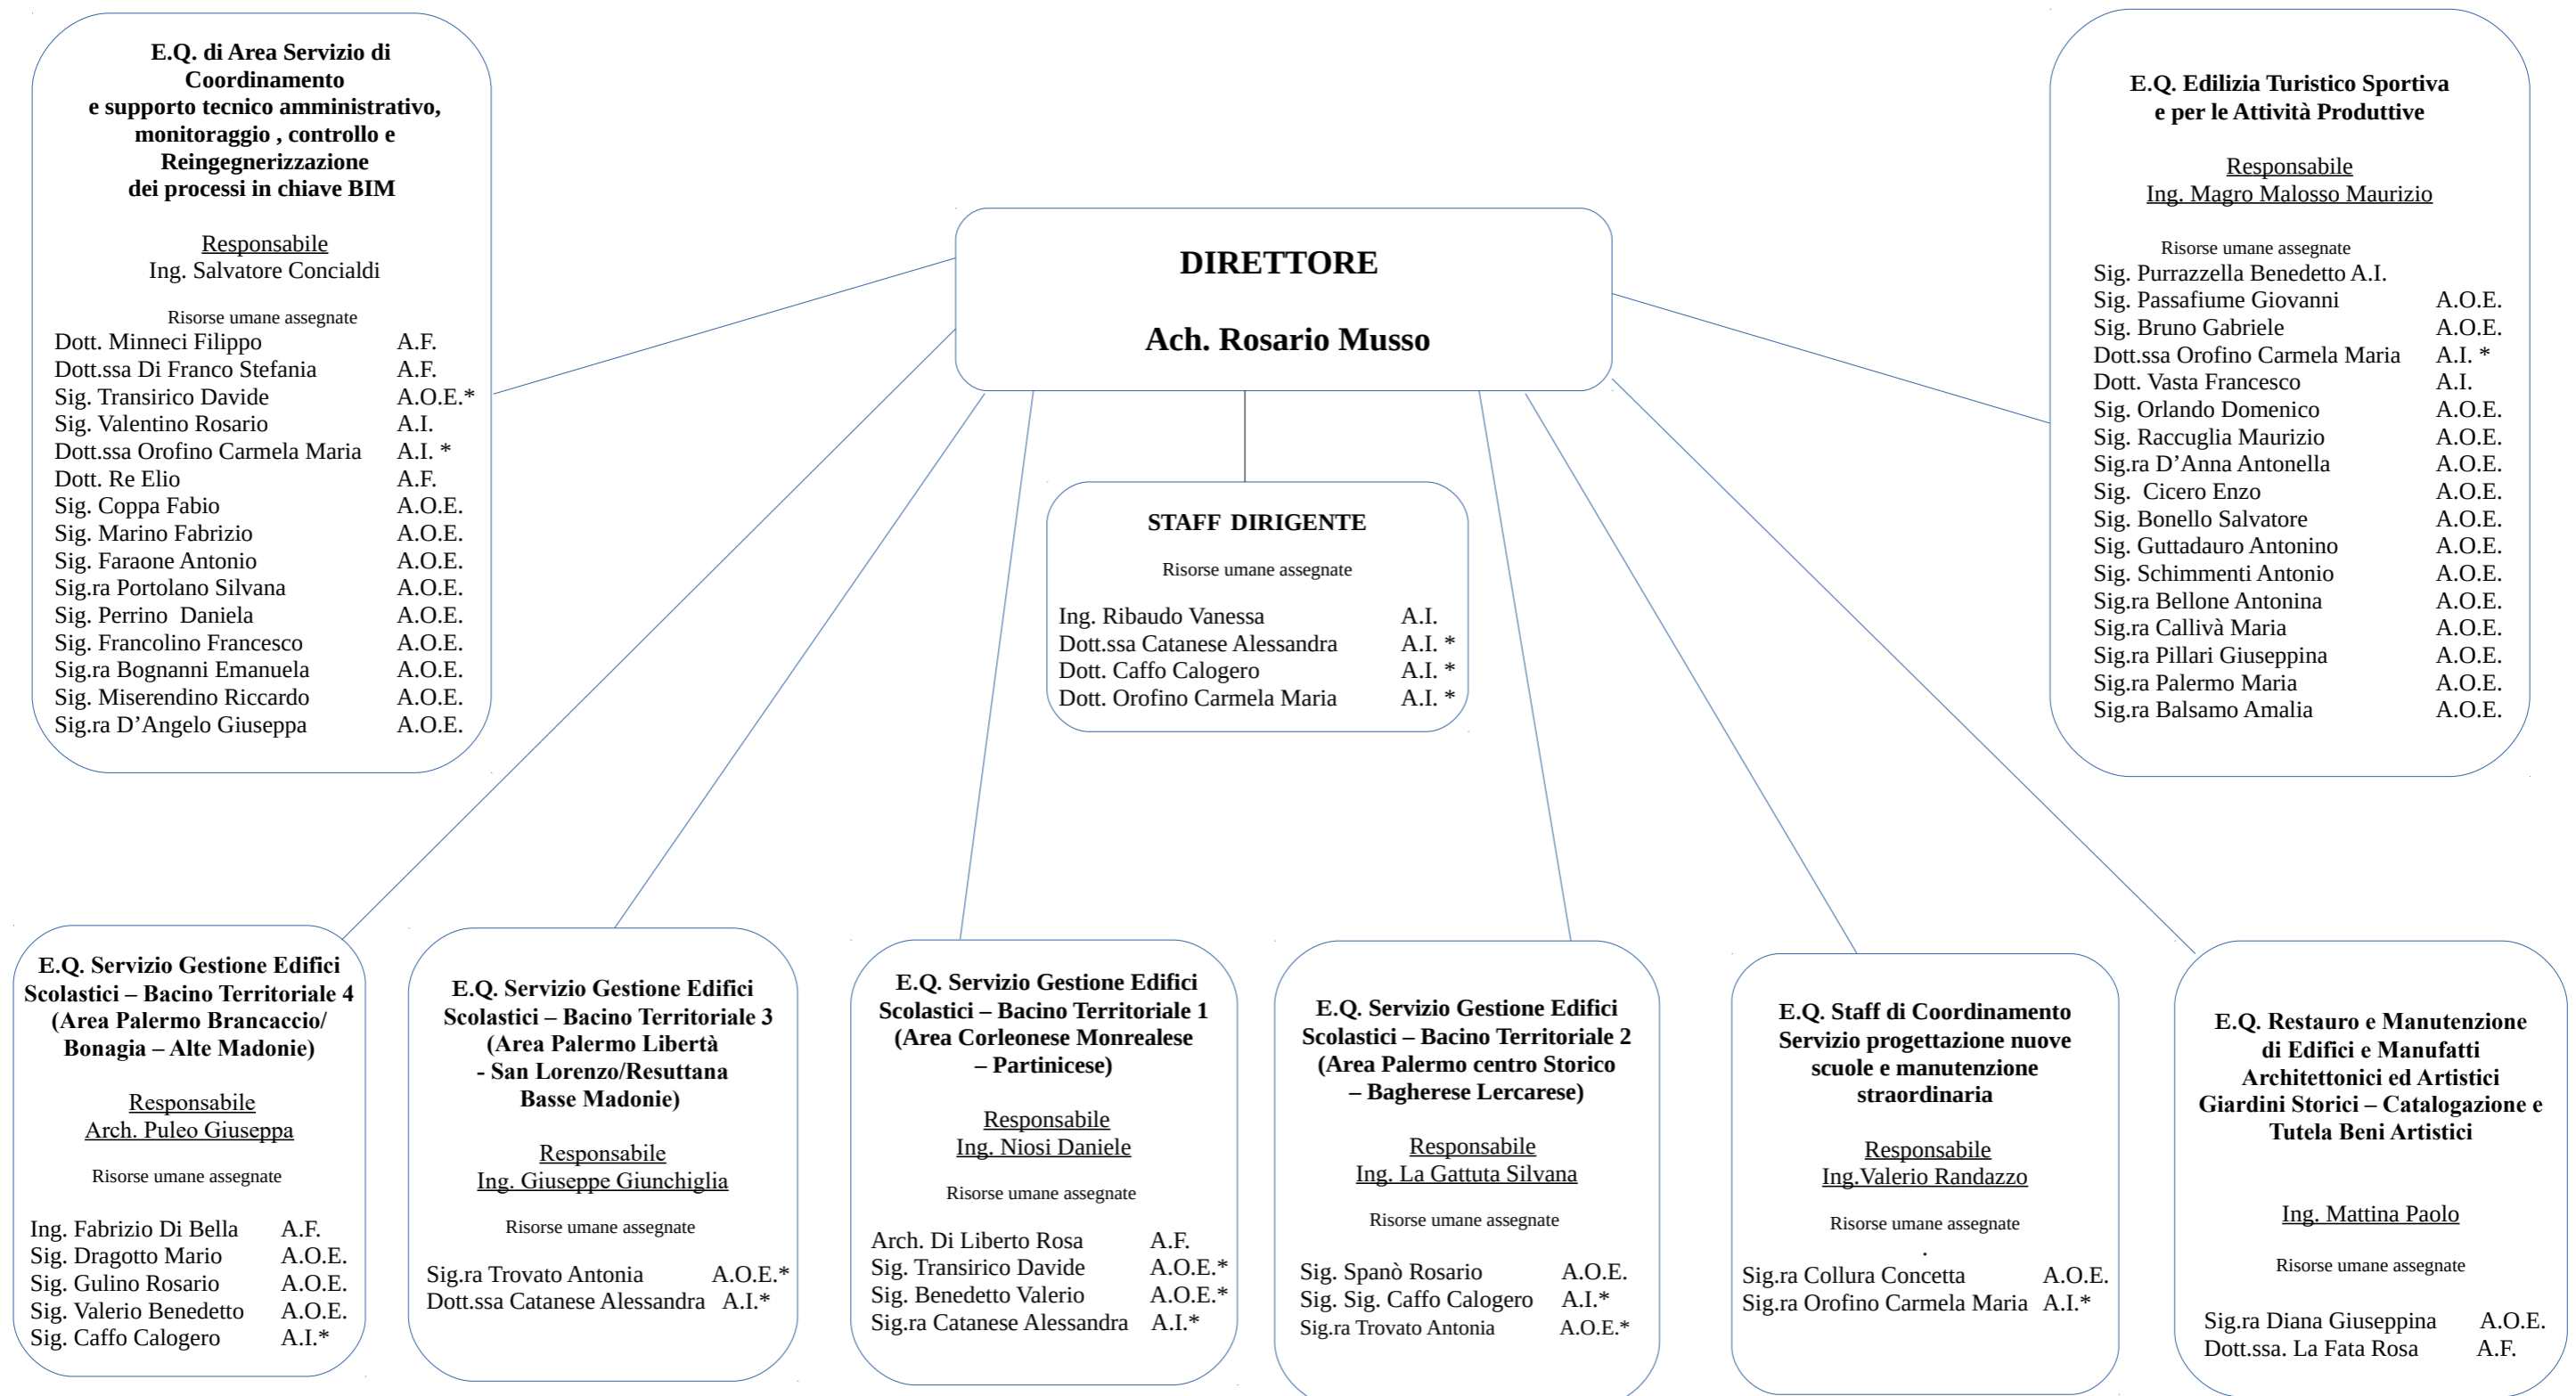 E.Q. di Area Servizio di
Coordinamento
e supporto tecnico amministrativo,
monitoraggio , controllo e
Reingegnerizzazione
dei processi in chiave BIM
Responsabile
Ing. Salvatore Concialdi
Risorse umane assegnate
Dott. Minneci Filippo A.F.
Dott.ssa Di Franco Stefania A.F.
Sig. Transirico Davide A.O.E.*
Sig. Valentino Rosario A.I.
Dott.ssa Orofino Carmela Maria A.I. *
Dott. Re Elio A.F.
Sig. Coppa Fabio A.O.E.
Sig. Marino Fabrizio A.O.E.
Sig. Faraone Antonio A.O.E.
Sig.ra Portolano Silvana A.O.E.
Sig. Perrino Daniela A.O.E.
Sig. Francolino Francesco A.O.E.
Sig.ra Bognanni Emanuela A.O.E.
Sig. Miserendino Riccardo A.O.E.
Sig.ra D’Angelo Giuseppa A.O.E.
DIRETTORE
Ach. Rosario Musso
STAFF DIRIGENTE
Risorse umane assegnate
Ing. Ribaudo Vanessa A.I.
Dott.ssa Catanese Alessandra A.I. *
Dott. Caffo Calogero A.I. *
Dott. Orofino Carmela Maria A.I. *
E.Q. Edilizia Turistico Sportiva
e per le Attività Produttive
Responsabile
Ing. Magro Malosso Maurizio
Risorse umane assegnate
Sig. Purrazzella Benedetto A.I.
Sig. Passafiume Giovanni A.O.E.
Sig. Bruno Gabriele A.O.E.
Dott.ssa Orofino Carmela Maria A.I. *
Dott. Vasta Francesco A.I.
Sig. Orlando Domenico A.O.E.
Sig. Raccuglia Maurizio A.O.E.
Sig.ra D’Anna Antonella A.O.E.
Sig. Cicero Enzo A.O.E.
Sig. Bonello Salvatore A.O.E.
Sig. Guttadauro Antonino A.O.E.
Sig. Schimmenti Antonio A.O.E.
Sig.ra Bellone Antonina A.O.E.
Sig.ra Callivà Maria A.O.E.
Sig.ra Pillari Giuseppina A.O.E.
Sig.ra Palermo Maria A.O.E.
Sig.ra Balsamo Amalia A.O.E.
E.Q. Servizio Gestione Edifici
Scolastici – Bacino Territoriale 4
(Area Palermo Brancaccio/
Bonagia – Alte Madonie)
Responsabile
Arch. Puleo Giuseppa
Risorse umane assegnate
Ing. Fabrizio Di Bella A.F.
Sig. Dragotto Mario A.O.E.
Sig. Gulino Rosario A.O.E.
Sig. Valerio Benedetto A.O.E.
Sig. Caffo Calogero A.I.*
E.Q. Servizio Gestione Edifici
Scolastici – Bacino Territoriale 3
(Area Palermo Libertà
- San Lorenzo/Resuttana
Basse Madonie)
Responsabile
Ing. Giuseppe Giunchiglia
Risorse umane assegnate
Sig.ra Trovato Antonia A.O.E.*
Dott.ssa Catanese Alessandra A.I.*
E.Q. Servizio Gestione Edifici
Scolastici – Bacino Territoriale 1
(Area Corleonese Monrealese
– Partinicese)
Responsabile
Ing. Niosi Daniele
Risorse umane assegnate
Arch. Di Liberto Rosa A.F.
Sig. Transirico Davide A.O.E.*
Sig. Benedetto Valerio A.O.E.*
Sig.ra Catanese Alessandra A.I.*
E.Q. Servizio Gestione Edifici
Scolastici – Bacino Territoriale 2
(Area Palermo centro Storico
– Bagherese Lercarese)
Responsabile
Ing. La Gattuta Silvana
Risorse umane assegnate
Sig. Spanò Rosario A.O.E.
Sig. Sig. Caffo Calogero A.I.*
Sig.ra Trovato Antonia A.O.E.*
E.Q. Staff di Coordinamento
Servizio progettazione nuove
scuole e manutenzione
straordinaria
Responsabile
Ing.Valerio Randazzo
Risorse umane assegnate
.
Sig.ra Collura Concetta A.O.E.
Sig.ra Orofino Carmela Maria A.I.*
E.Q. Restauro e Manutenzione
di Edifici e Manufatti
Architettonici ed Artistici
Giardini Storici – Catalogazione e
Tutela Beni Artistici
Ing. Mattina Paolo
Risorse umane assegnate
Sig.ra Diana Giuseppina A.O.E.
Dott.ssa. La Fata Rosa A.F.